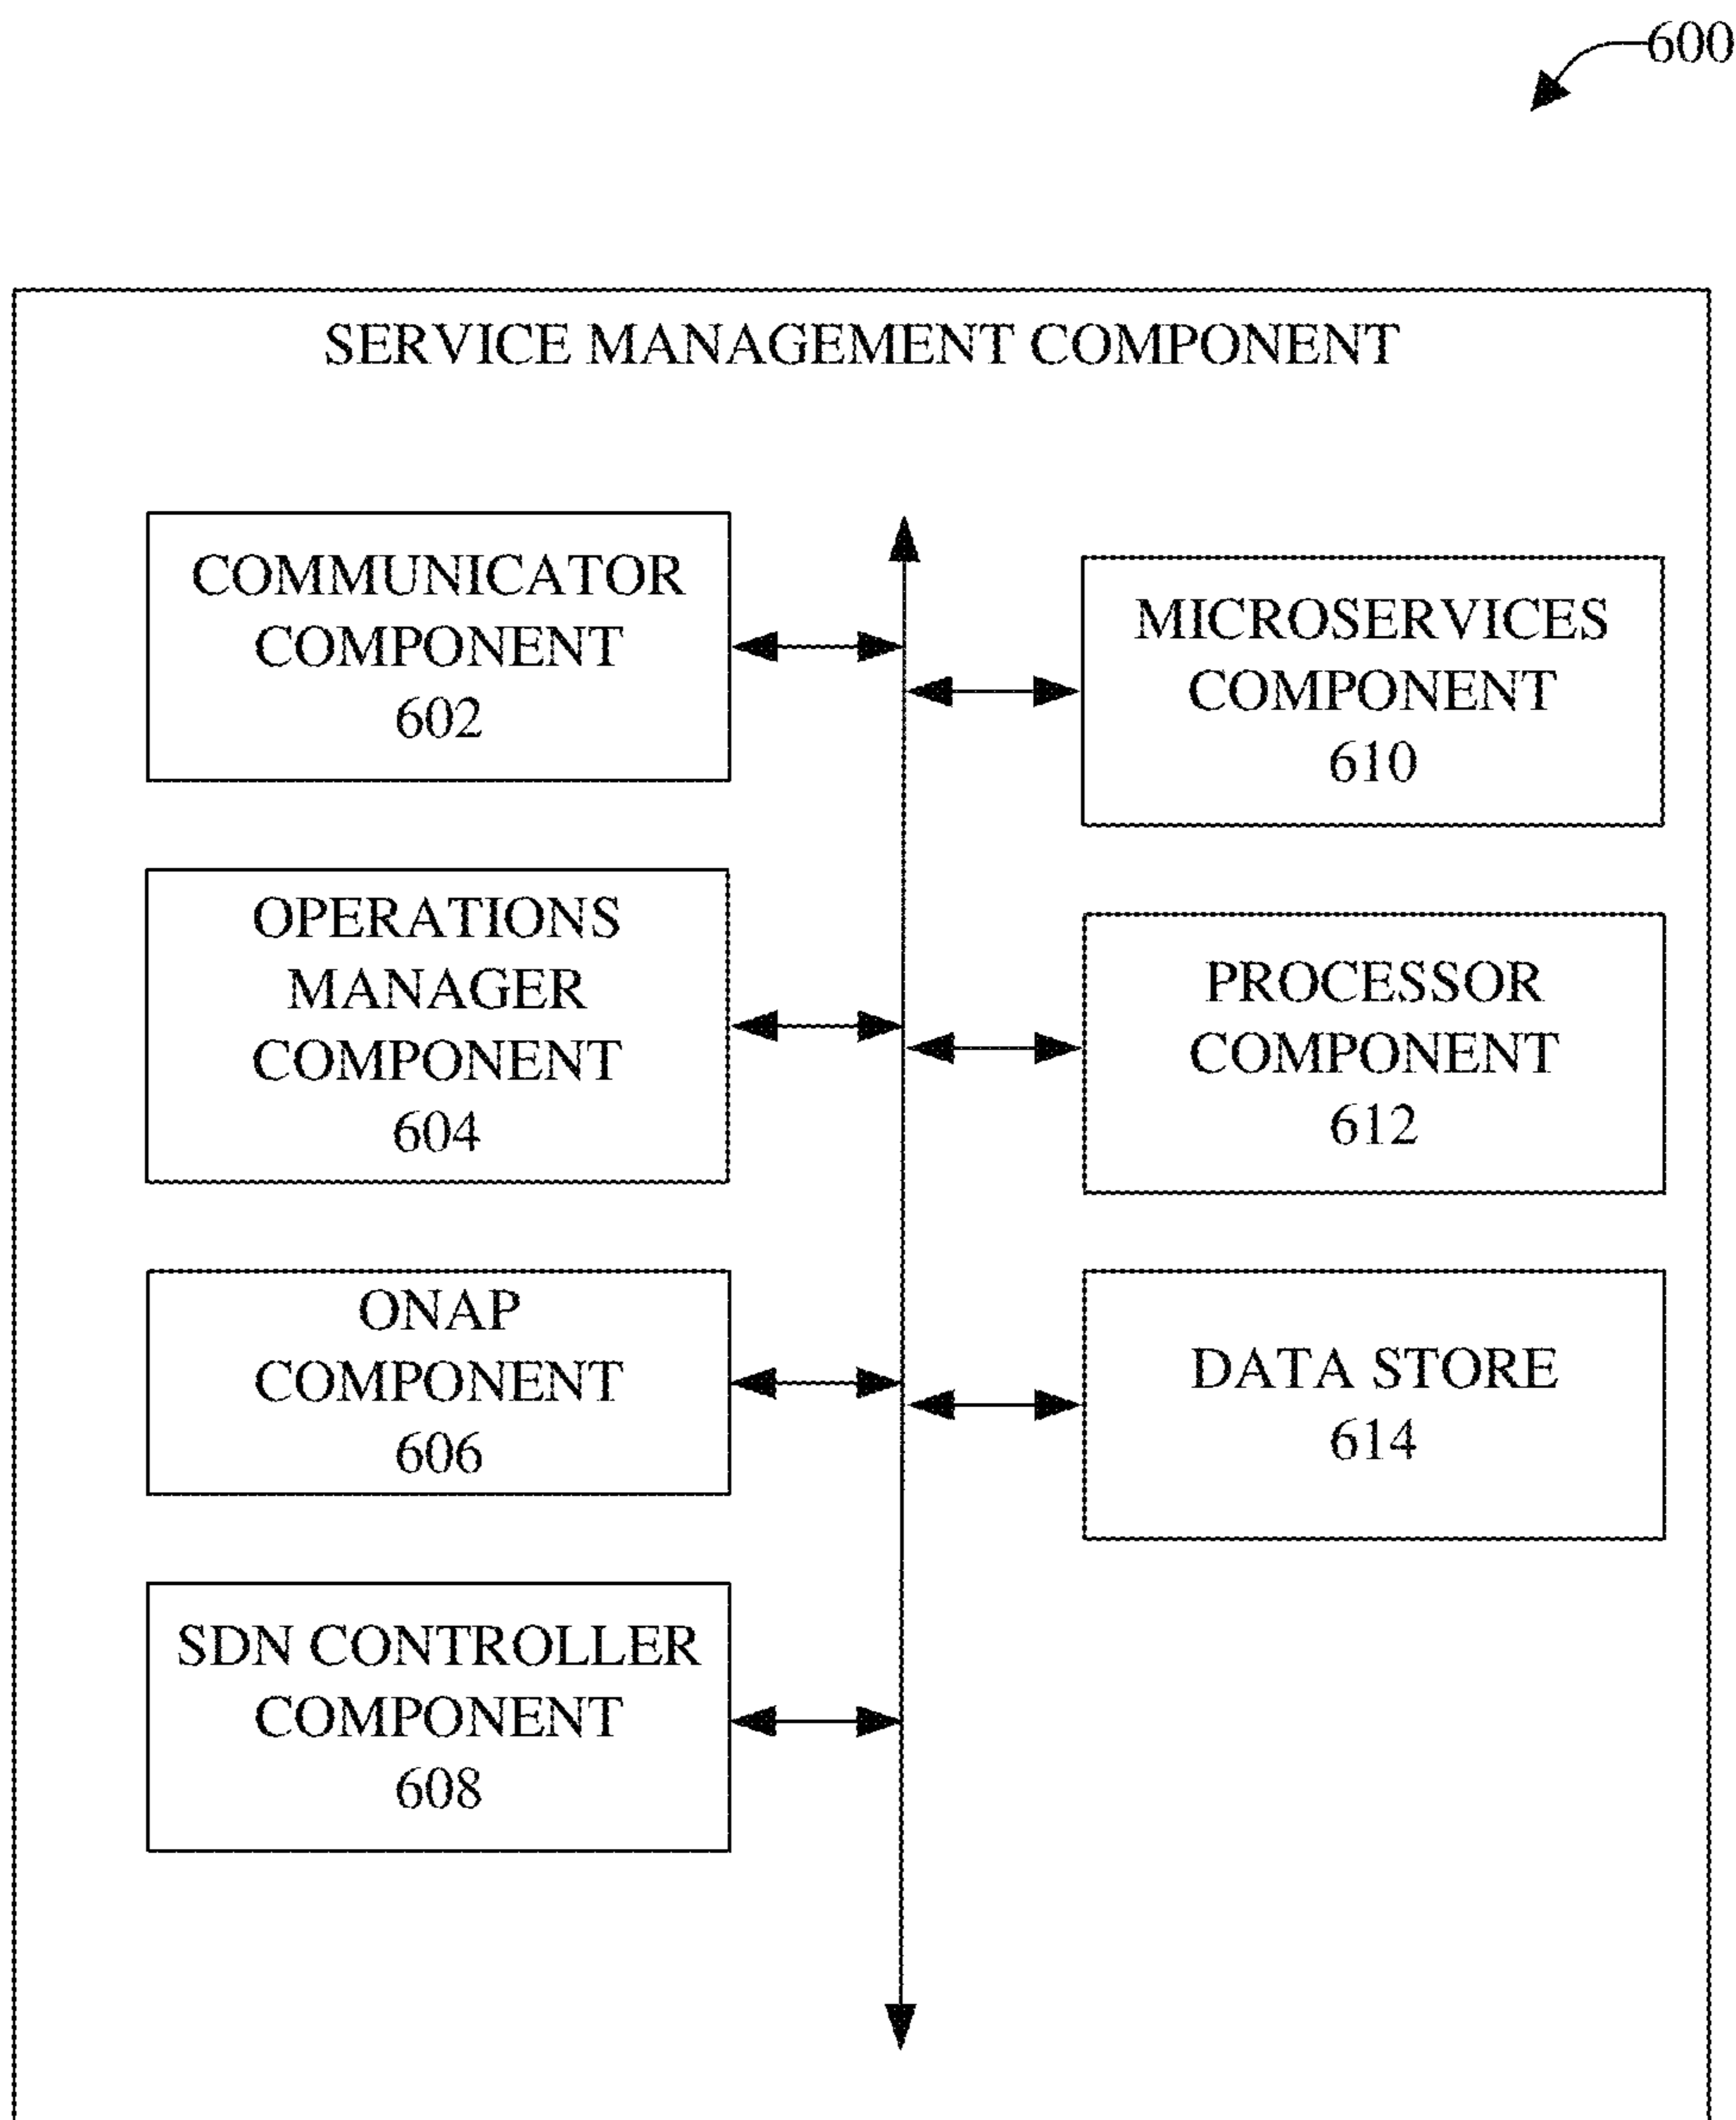 600
SERVICE MANAGEMENT COMPONENT
COMMUNICATOR
COMPONENT
602
OPERATIONS
MANAGER
COMPONENT
604
ONAP
COMPONENT
606
SDN CONTROLLER
COMPONENT
608
MICROSERVICES
COMPONENT
610
PROCESSOR
COMPONENT
612
DATA STORE
614